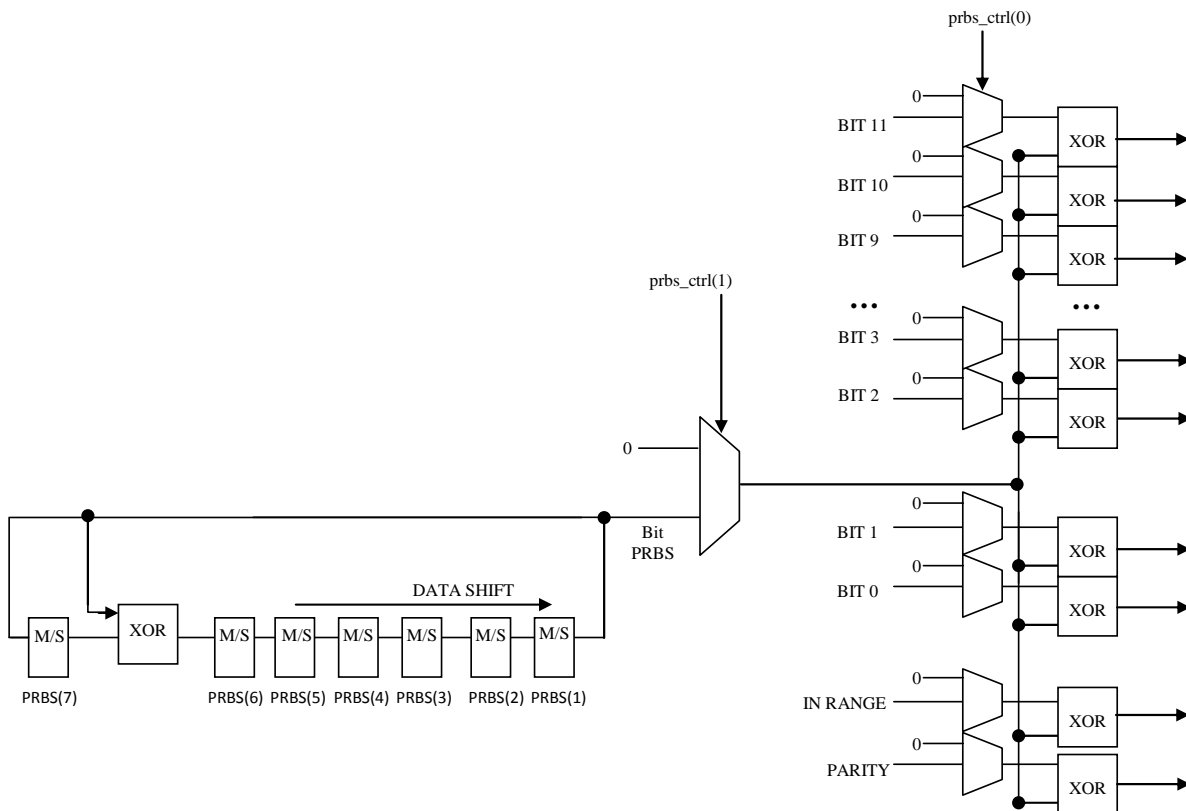 prbs_ctrl(0)
0
BIT 11
XOR
0
BIT 10
XOR
0
BIT 9
XOR
prbs_ctrl(1)
...
...
0
BIT 3
XOR
0
BIT 2
XOR
0
Bit
PRBS
0
BIT 1
XOR
0
BIT 0
XOR
DATA SHIFT
M/S
XOR
M/S
M/S
M/S
M/S
M/S
M/S
PRBS(7)
PRBS(6)
PRBS(5)
PRBS(4)
PRBS(3)
PRBS(2)
PRBS(1)
0
IN RANGE
XOR
0
PARITY
XOR